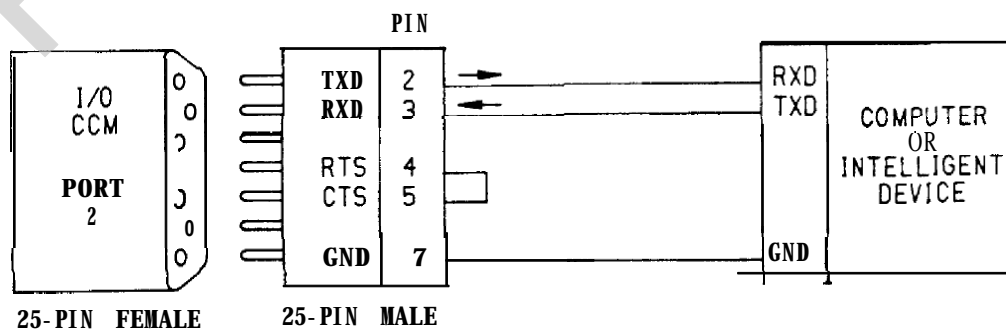 PIN
I/O
CCM
PORT
2
TXD 2
RXD 3
RTS 4
CTS 5
GND 7
RXD
TXD
GND
COMPUTER
OR
INTELLIGENT
DEVICE
25-PIN FEMALE
25-PIN MALE